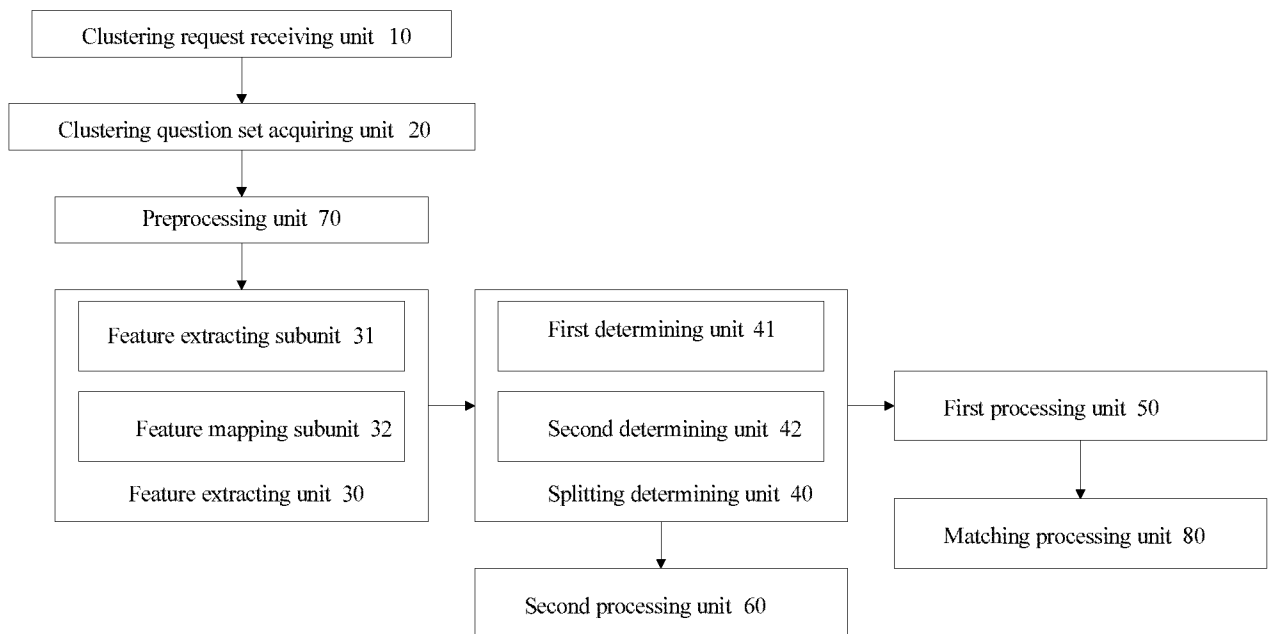 Clustering request receiving unit 10
Clustering question set acquiring unit 20
Preprocessing unit 70
Feature extracting subunit 31
Feature mapping subunit 32
Feature extracting unit 30
First determining unit 41
Second determining unit 42
Splitting determining unit 40
First processing unit 50
Matching processing unit 80
Second processing unit 60